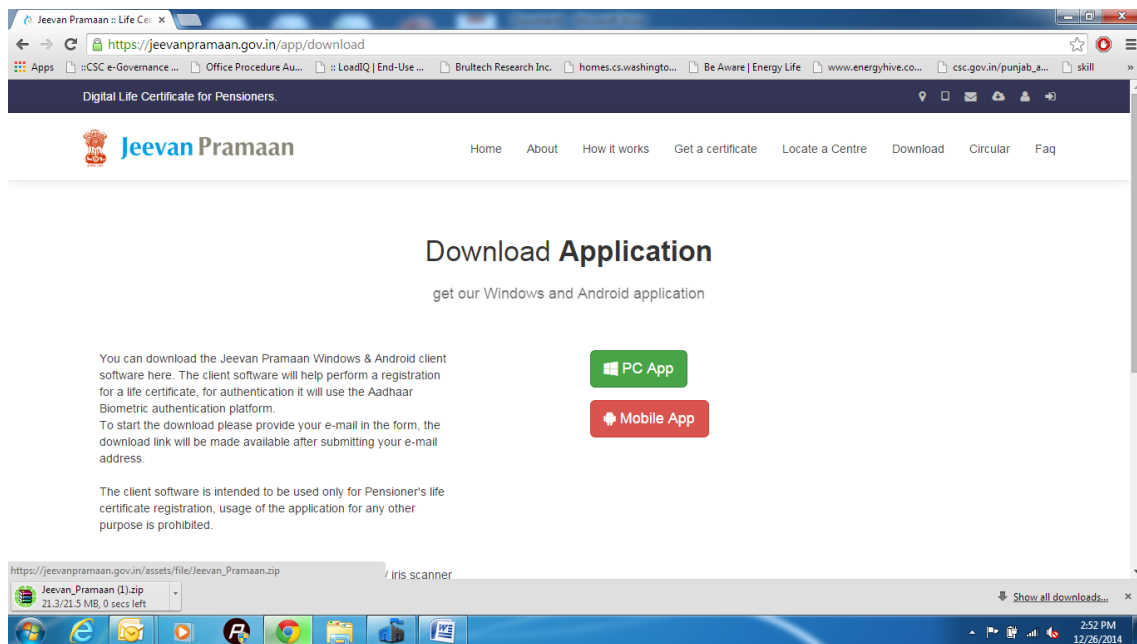 Jeevan Pramaan :: Life Cer
https://jeevanpramaan.gov.in/app/download
Apps ::CSC e-Governance ... Office Procedure Au... :: LoadIQ | End-Use ... Brultech Research Inc. homes.cs.washingto... Be Aware | Energy Life www.energyhive.co... csc.gov.in/punjab_a... skill »
Digital Life Certificate for Pensioners.
Jeevan Pramaan
Home About How it works Get a certificate Locate a Centre Download Circular Faq
Download Application
get our Windows and Android application
You can download the Jeevan Pramaan Windows & Android client
software here. The client software will help perform a registration
for a life certificate, for authentication it will use the Aadhaar
Biometric authentication platform.
To start the download please provide your e-mail in the form, the
download link will be made available after submitting your e-mail
address.
The client software is intended to be used only for Pensioner's life
certificate registration, usage of the application for any other
purpose is prohibited.
PC App
Mobile App
https://jeevanpramaan.gov.in/assets/file/Jeevan_Pramaan.zip
/ iris scanner
Jeevan_Pramaan (1).zip
21.3/21.5 MB, 0 secs left
Show all downloads...
2:52 PM
12/26/2014